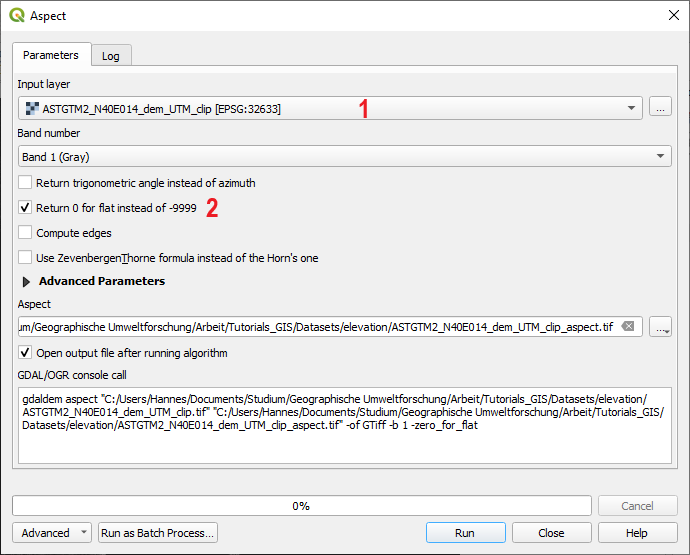 Aspect
Parameters
Log
Input layer
ASTGTM2_N40E014_dem_UTM_clip [EPSG:32633]
1
...
Band number
Band 1 (Gray)
Return trigonometric angle instead of azimuth
Return 0 for flat instead of -9999
2
Compute edges
Use ZevenbergenThorne formula instead of the Horn's one
Advanced Parameters
Aspect
um/Geographische Umweltforschung/Arbeit/Tutorials_GIS/Datasets/elevation/ASTGTM2_N40E014_dem_UTM_clip_aspect.tif
...
Open output file after running algorithm
GDAL/OGR console call
gdaldem aspect "C:/Users/Hannes/Documents/Studium/Geographische Umweltforschung/Arbeit/Tutorials_GIS/Datasets/elevation/
ASTGTM2_N40E014_dem_UTM_clip.tif" "C:/Users/Hannes/Documents/Studium/Geographische Umweltforschung/Arbeit/Tutorials_GIS/
Datasets/elevation/ASTGTM2_N40E014_dem_UTM_clip_aspect.tif" -of GTiff -b 1 -zero_for_flat
0%
Cancel
Advanced
Run as Batch Process...
Run
Close
Help